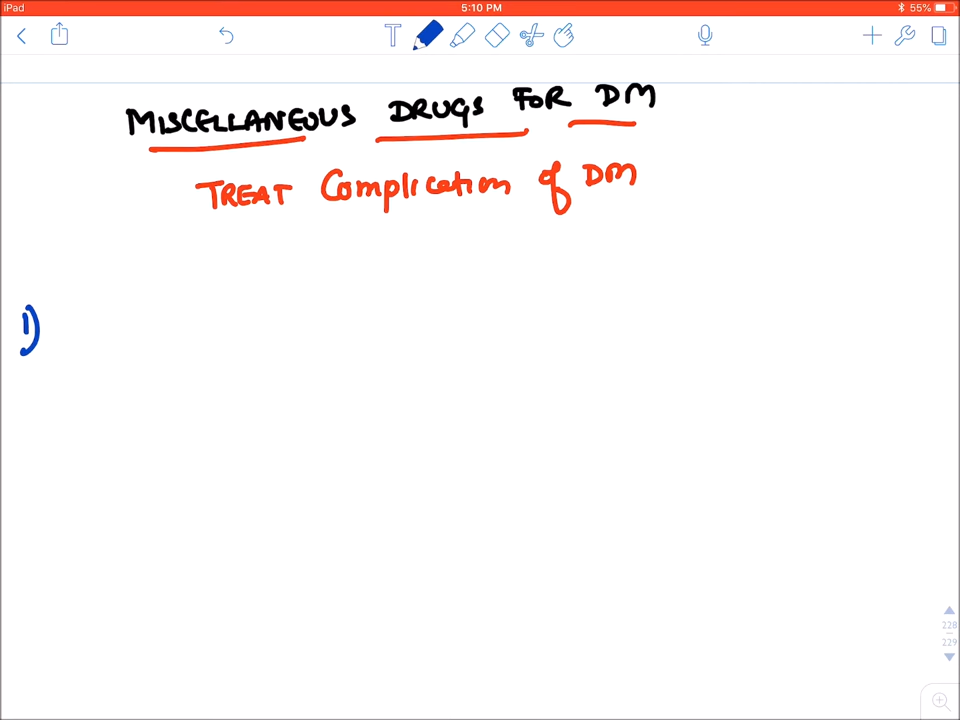 iPad 5:10 PM 55%
T
MISCELLANEOUS DRUGS FOR DM
TREAT Complication of DM
1)
228
229